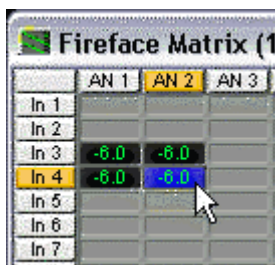 Fireface Matrix (1
AN 1 AN 2 AN 3
In 1
In 2
In 3 -6.0 -6.0
In 4 -6.0 -6.0
In 5
In 6
In 7